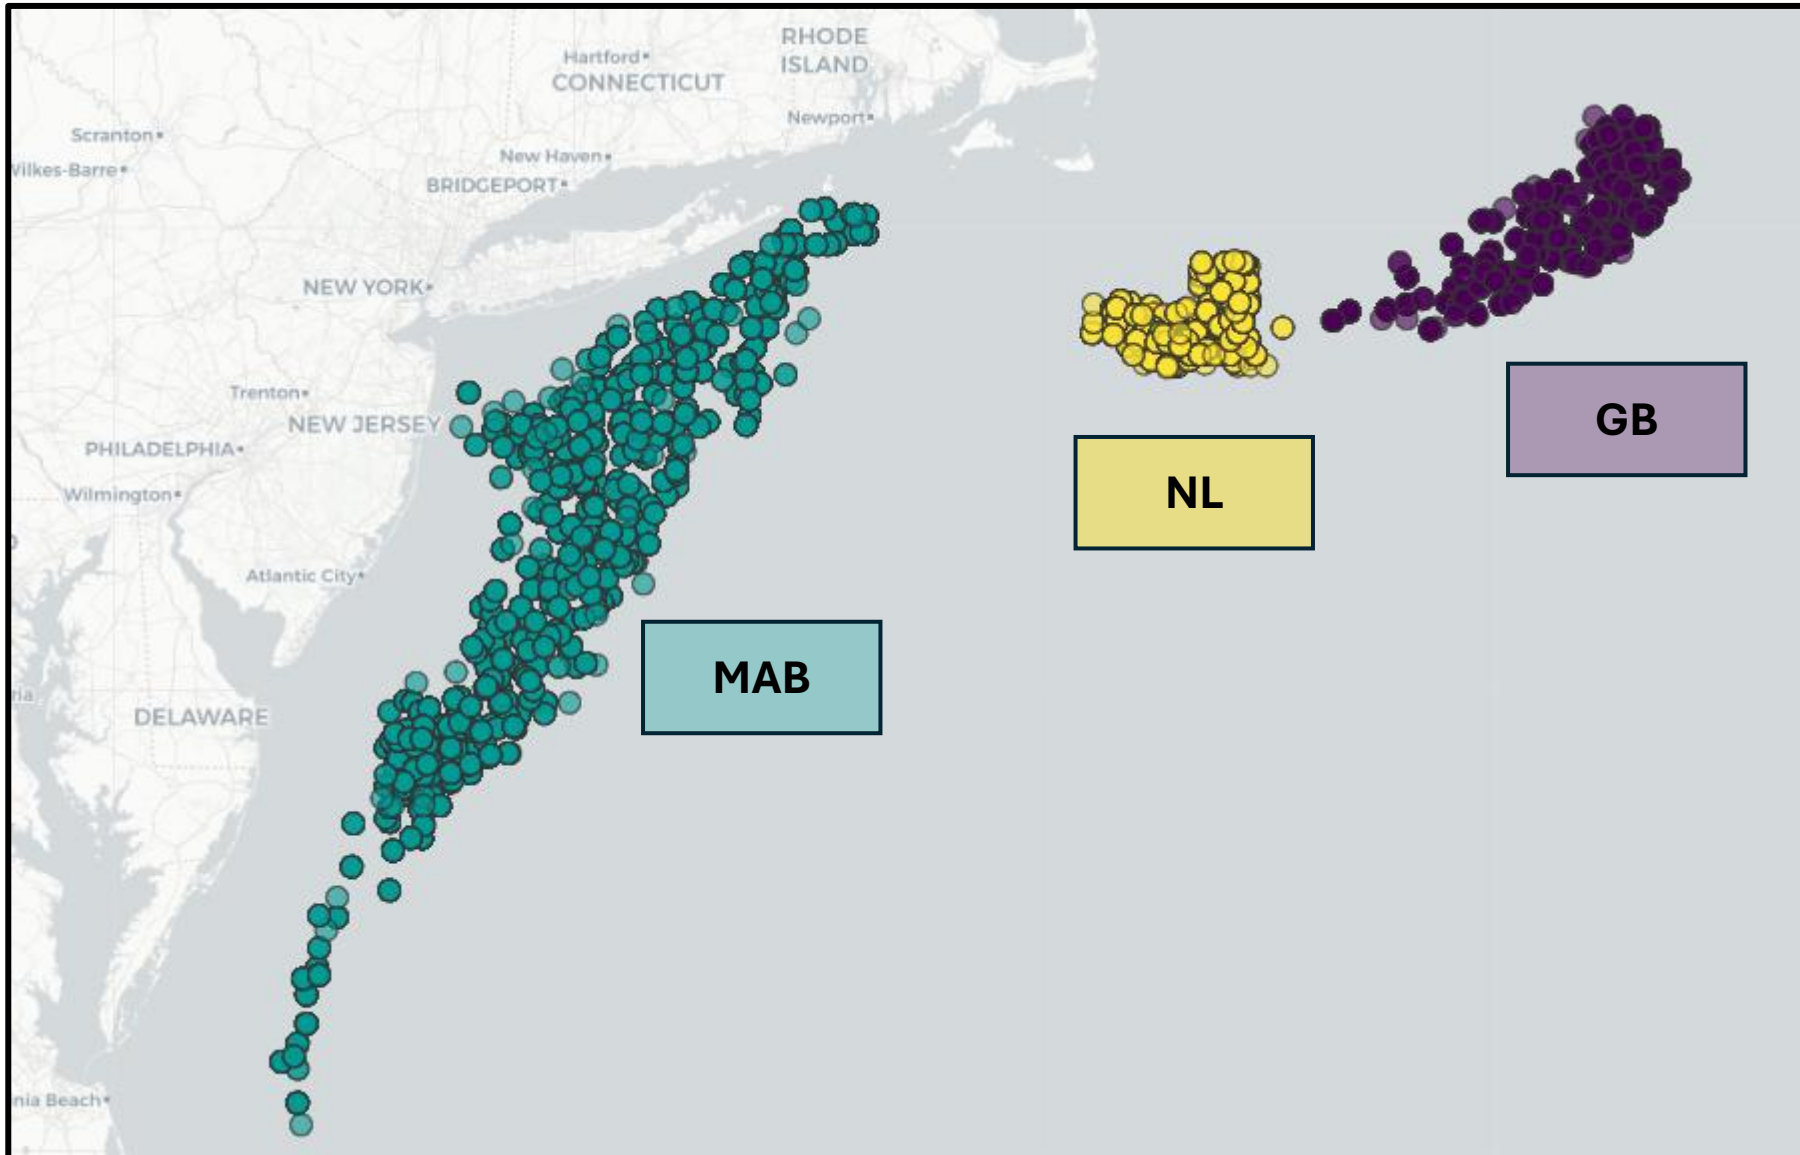 RHODE
ISLAND
Hartford
CONNECTICUT
Newport
Scranton
Wilkes-Barre
New Haven
BRIDGEPORT
NEW YORK
Trenton
NEW JERSEY
PHILADELPHIA
Wilmington
Atlantic City
DELAWARE
nia Beach
ria
GB
NL
MAB